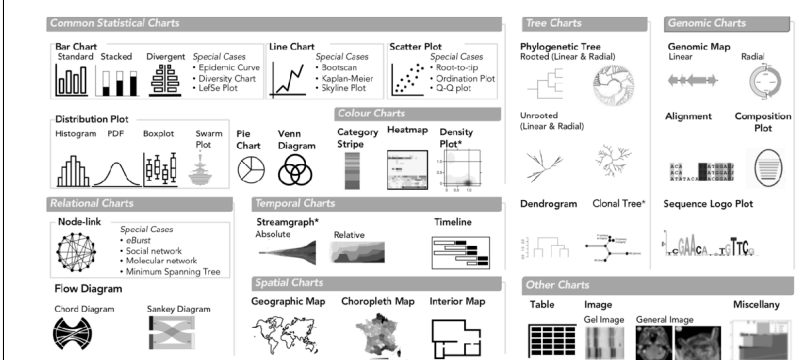 Common Statistical Charts
Bar Chart
Standard Stacked Divergent
Special Cases
• Epidemic Curve
• Diversity Chart
• LefSe Plot
Line Chart
Special Cases
• Bootscan
• Kaplan-Meier
• Skyline Plot
Scatter Plot
Special Cases
• Root-to-tip
• Ordination Plot
• Q-Q plot
Distribution Plot
Histogram PDF Boxplot Swarm
Plot
Pie
Chart
Venn
Diagram
Colour Charts
Category
Stripe
Heatmap
Density
Plot*
Relational Charts
Node-link
Special Cases
• eBurst
• Social network
• Molecular network
• Minimum Spanning Tree
Flow Diagram
Chord Diagram Sankey Diagram
Temporal Charts
Streamgraph*
Absolute
Relative
Timeline
Spatial Charts
Geographic Map Choropleth Map Interior Map
Tree Charts
Phylogenetic Tree
Rooted (Linear & Radial)
Unrooted
(Linear & Radial)
Dendrogram Clonal Tree*
Genomic Charts
Genomic Map
Linear Radial
Alignment
Composition
Plot
ACA
ACA
Sequence Logo Plot
Other Charts
Table Image Miscellany
Gel Image General Image